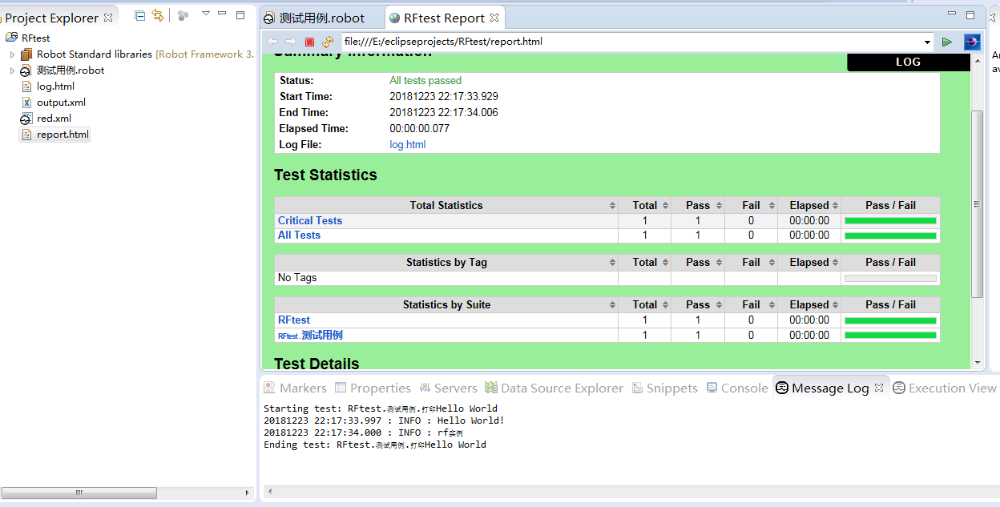 Project Explorer
RFtest
Robot Standard libraries [Robot Framework 3.
测试用例.robot
log.html
output.xml
red.xml
report.html
测试用例.robot
RFtest Report
file:///E:/eclipseprojects/RFtest/report.html
Summary Information
LOG
Status: All tests passed
Start Time: 20181223 22:17:33.929
End Time: 20181223 22:17:34.006
Elapsed Time: 00:00:00.077
Log File: log.html
Test Statistics
Total Statistics Total Pass Fail Elapsed Pass / Fail
Critical Tests 1 1 0 00:00:00
All Tests 1 1 0 00:00:00
Statistics by Tag Total Pass Fail Elapsed Pass / Fail
No Tags
Statistics by Suite Total Pass Fail Elapsed Pass / Fail
RFtest 1 1 0 00:00:00
RFtest.测试用例 1 1 0 00:00:00
Test Details
Markers Properties Servers Data Source Explorer Snippets Console Message Log Execution View
Starting test: RFtest.测试用例.打印Hello World
20181223 22:17:33.997 : INFO : Hello World!
20181223 22:17:34.000 : INFO : rf实例
Ending test: RFtest.测试用例.打印Hello World